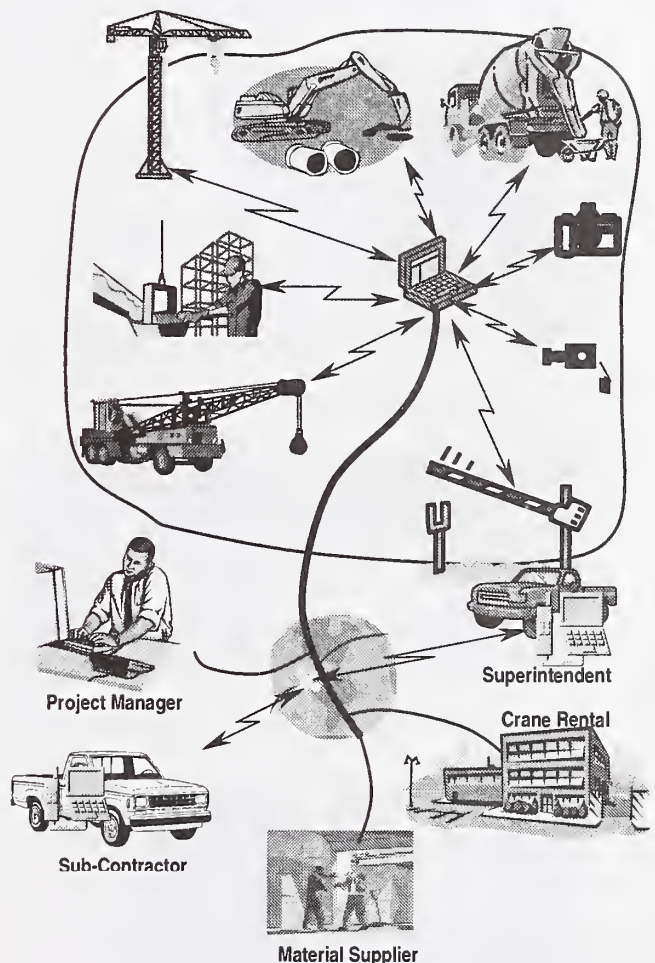 Superintendent
Project Manager
Crane Rental
Sub-Contractor
Material Supplier